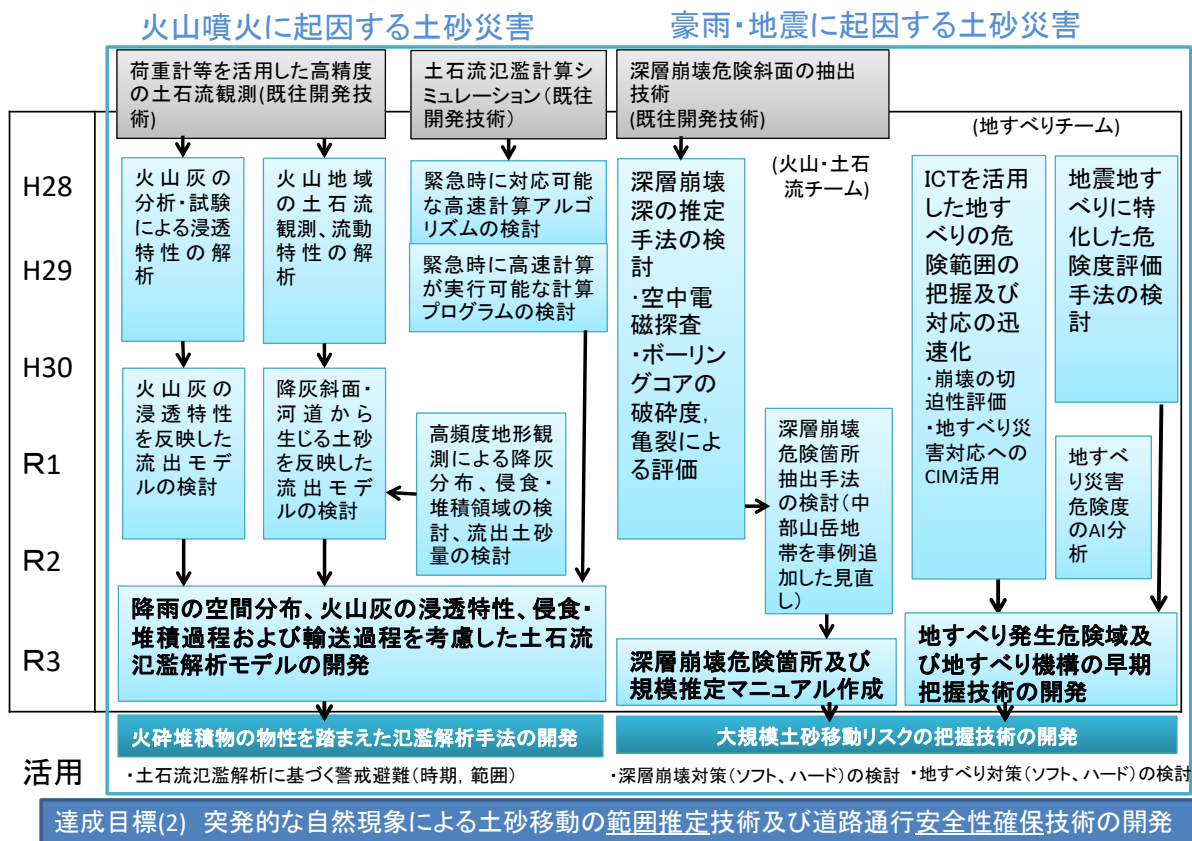 火山噴火に起因する土砂災害
豪雨・地震に起因する土砂災害
荷重計等を活用した高精度
の土石流観測(既往開発技
術)
土石流氾濫計算シ
ミュレーション(既往
開発技術)
深層崩壊危険斜面の抽出
技術
(既往開発技術)
(地すべりチーム)
(火山・土石
流チーム)
H28
H29
H30
R1
R2
R3
活用
火山灰の
分析・試験
による浸透
特性の解
析
火山地域
の土石流
観測、流動
特性の解
析
緊急時に対応可能
な高速計算アルゴ
リズムの検討
緊急時に高速計算
が実行可能な計算
プログラムの検討
深層崩壊
深の推定
手法の検
討
・空中電
磁探査
・ボーリン
グコアの
破砕度,
亀裂によ
る評価
ICTを活用
した地す
べりの危
険範囲の
把握及び
対応の迅
速化
・崩壊の切
迫性評価
・地すべり災
害対応への
CIM活用
地震地す
べりに特
化した危
険度評価
手法の検
討
火山灰の
浸透特性
を反映した
流出モデ
ルの検討
降灰斜面・
河道から
生じる土砂
を反映した
流出モデ
ルの検討
高頻度地形観
測による降灰
分布、侵食・
堆積領域の検
討、流出土砂
量の検討
深層崩壊
危険箇所
抽出手法
の検討(中
部山岳地
帯を事例追
加した見直
し)
地すべ
り災害
危険度
のAI分
析
降雨の空間分布、火山灰の浸透特性、侵食・
堆積過程および輸送過程を考慮した土石流
氾濫解析モデルの開発
深層崩壊危険箇所及び
規模推定マニュアル作成
地すべり発生危険域及
び地すべり機構の早期
把握技術の開発
火砕堆積物の物性を踏まえた氾濫解析手法の開発
大規模土砂移動リスクの把握技術の開発
・土石流氾濫解析に基づく警戒避難(時期, 範囲)
・深層崩壊対策(ソフト、ハード)の検討
・地すべり対策(ソフト、ハード)の検討
達成目標(2) 突発的な自然現象による土砂移動の範囲推定技術及び道路通行安全性確保技術の開発